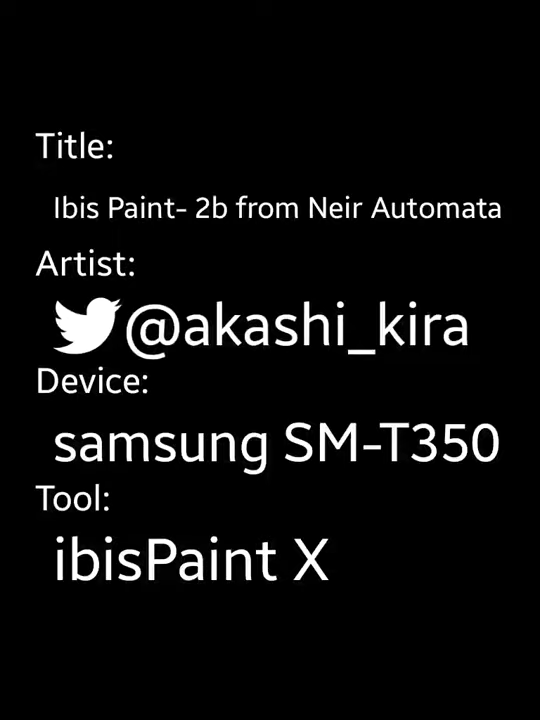 Title:
Ibis Paint- 2b from Neir Automata
Artist:
@akashi_kira
Device:
samsung SM-T350
Tool:
ibisPaint X